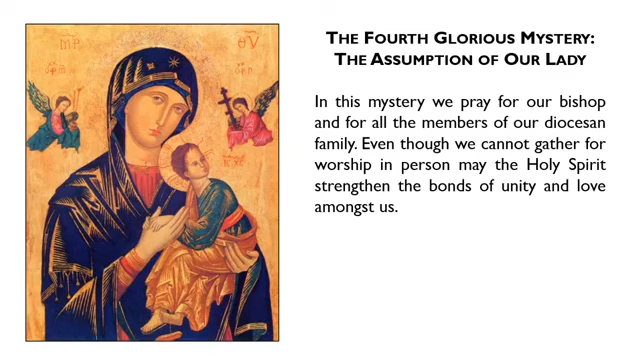 ΜΡ
ΘΥ
THE FOURTH GLORIOUS MYSTERY:
THE ASSUMPTION OF OUR LADY
In this mystery we pray for our bishop
and for all the members of our diocesan
family. Even though we cannot gather for
worship in person may the Holy Spirit
strengthen the bonds of unity and love
amongst us.